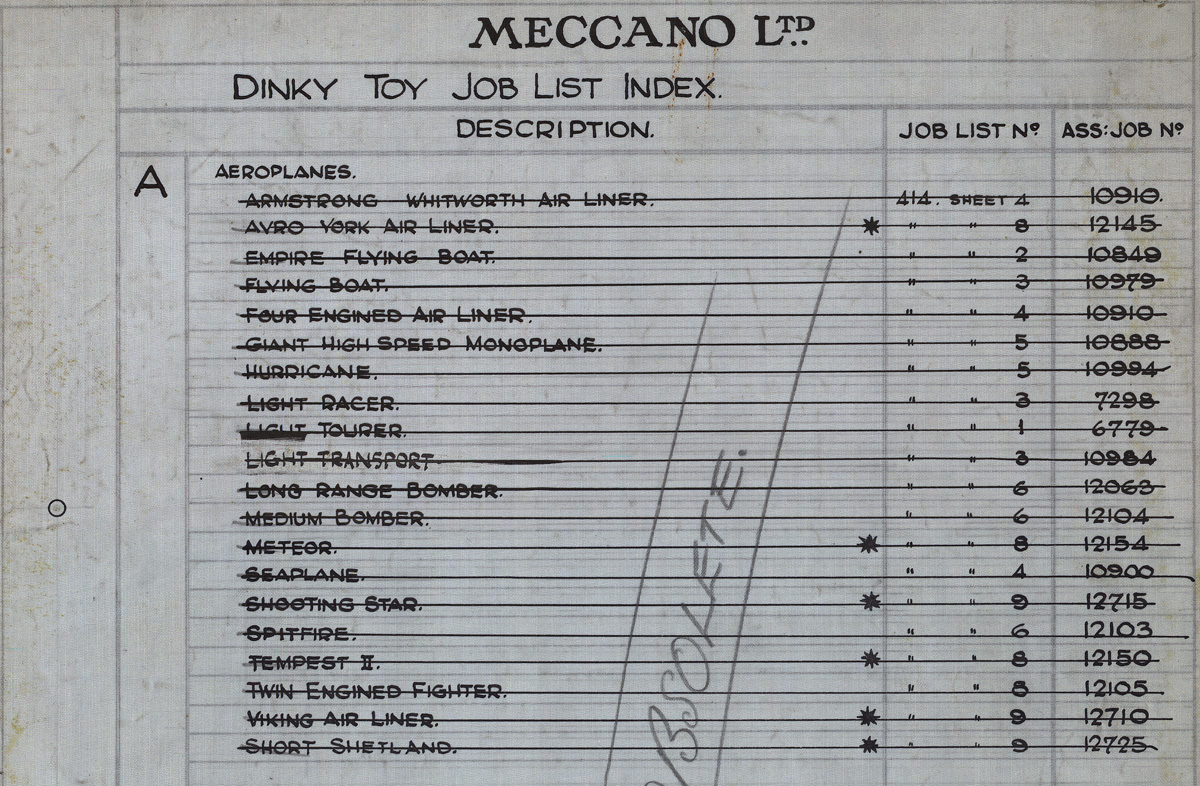 MECCANO LTD.
DINKY TOY JOB LIST INDEX.
DESCRIPTION. JOB LIST Nº ASS: JOB Nº
A AEROPLANES.
ARMSTRONG WHITWORTH AIR LINER. 414. SHEET 4 10910.
AVRO YORK AIR LINER. * " " 8 12145
EMPIRE FLYING BOAT. " " 2 10849
FLYING BOAT. " " 3 10979
FOUR ENGINED AIR LINER. " " 4 10910
GIANT HIGH SPEED MONOPLANE. " " 5 10888
HURRICANE. " " 5 10994
LIGHT RACER. " " 3 7298
LIGHT TOURER. " " 1 6779
LIGHT TRANSPORT " " 3 10984
LONG RANGE BOMBER. " " 6 12063
MEDIUM BOMBER. " " 6 12104
METEOR. * " " 8 12154
SEAPLANE. " " 4 10900
SHOOTING STAR. * " " 9 12715
SPITFIRE. " " 6 12103
TEMPEST II. * " " 8 12150
TWIN ENGINED FIGHTER. " " 8 12105
VIKING AIR LINER. * " " 9 12710
SHORT SHETLAND. * " " 9 12725
OBSOLETE.